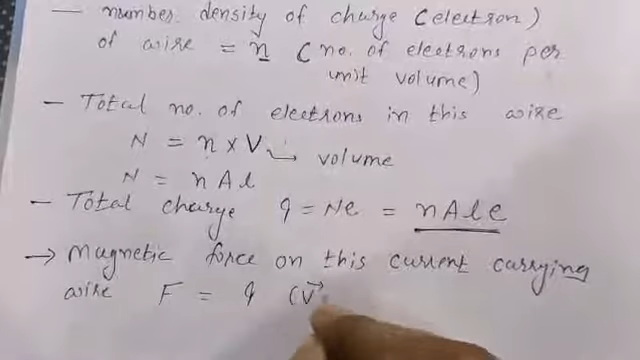 — number density of charge (electron)
of wire = n (no. of electrons per
unit volume)
— Total no. of electrons in this wire
N = n × V → volume
N = n A l
— Total charge q = Ne = n A l e
→ Magnetic force on this current carrying
wire F = q (V⃗